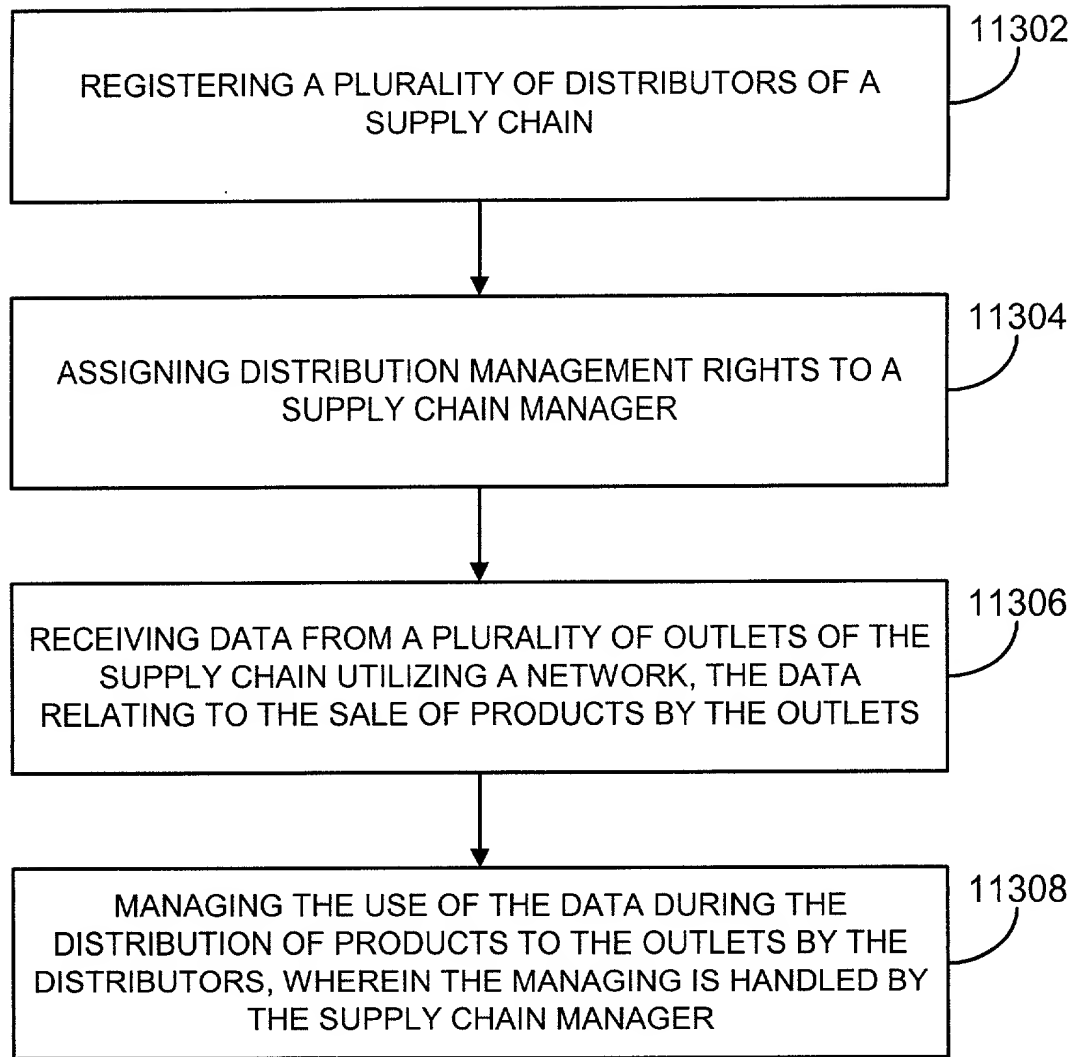 11302
REGISTERING A PLURALITY OF DISTRIBUTORS OF A
SUPPLY CHAIN
11304
ASSIGNING DISTRIBUTION MANAGEMENT RIGHTS TO A
SUPPLY CHAIN MANAGER
11306
RECEIVING DATA FROM A PLURALITY OF OUTLETS OF THE
SUPPLY CHAIN UTILIZING A NETWORK, THE DATA
RELATING TO THE SALE OF PRODUCTS BY THE OUTLETS
11308
MANAGING THE USE OF THE DATA DURING THE
DISTRIBUTION OF PRODUCTS TO THE OUTLETS BY THE
DISTRIBUTORS, WHEREIN THE MANAGING IS HANDLED BY
THE SUPPLY CHAIN MANAGER